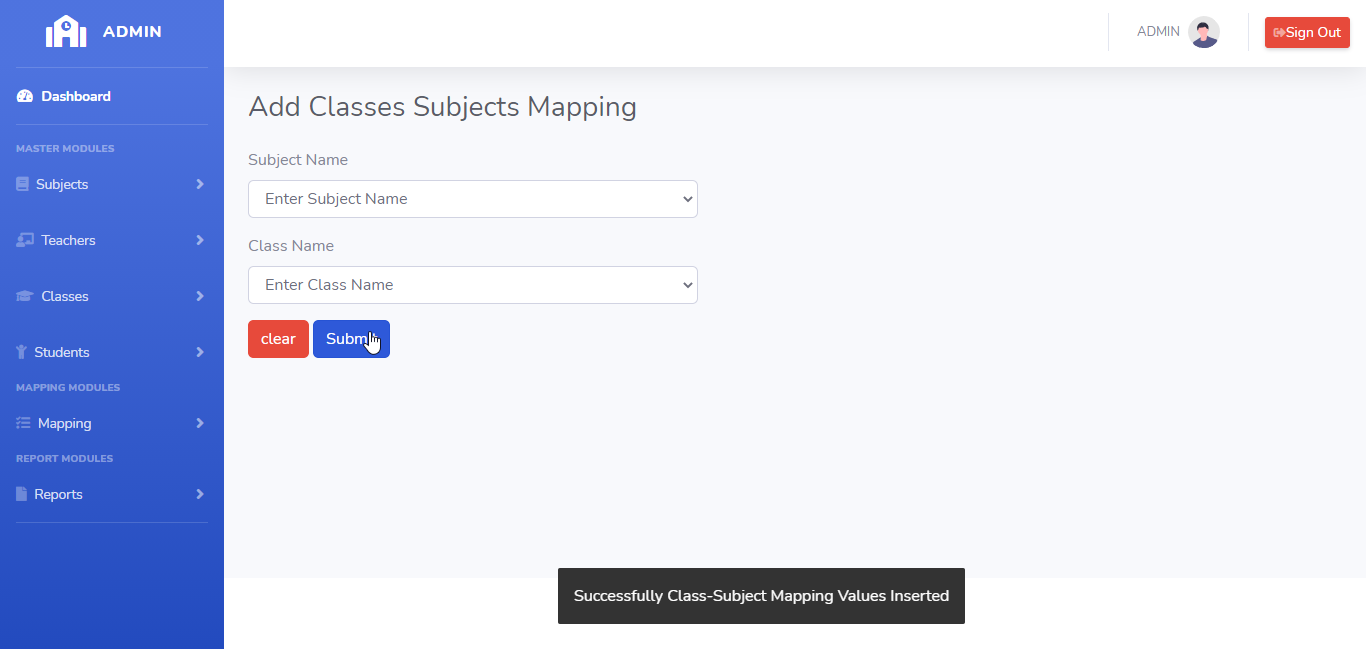 ADMIN
Dashboard
MASTER MODULES
Subjects
Teachers
Classes
Students
MAPPING MODULES
Mapping
REPORT MODULES
Reports
ADMIN
Sign Out
Add Classes Subjects Mapping
Subject Name
Enter Subject Name
Class Name
Enter Class Name
clear
Submit
Successfully Class-Subject Mapping Values Inserted